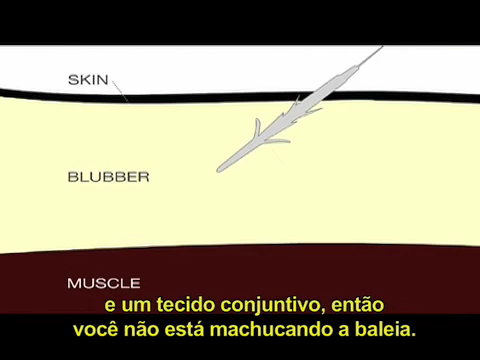 SKIN
BLUBBER
MUSCLE
e um tecido conjuntivo, então
você não está machucando a baleia.